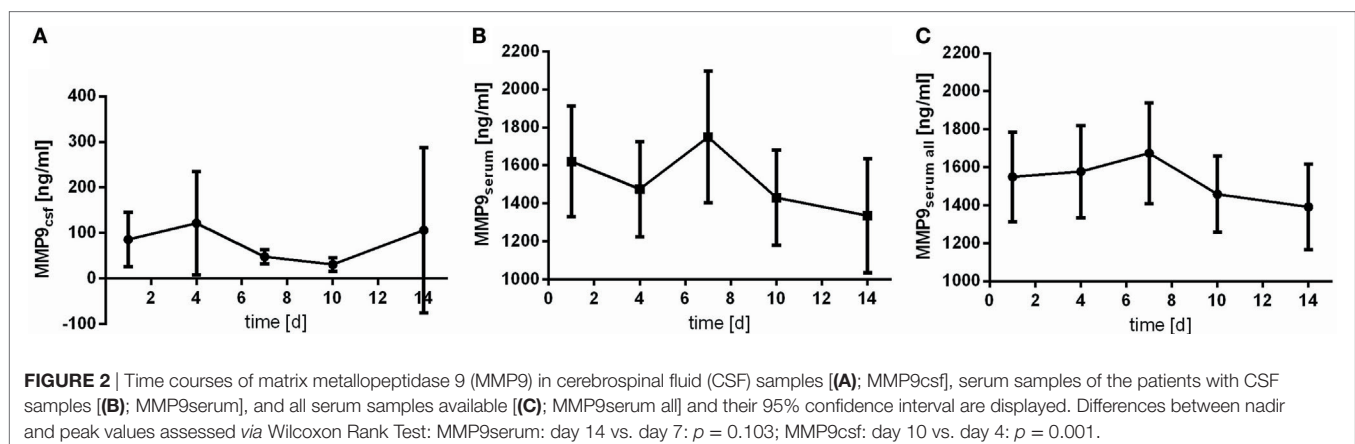 A
MMP9csf [ng/ml]
400
300
200
100
0
-100
2 4 6 8 10 12 14
time [d]
B
MMP9serum [ng/ml]
2200
2000
1800
1600
1400
1200
1000
0 2 4 6 8 10 12 14
time [d]
C
MMP9serum all [ng/ml]
2200
2000
1800
1600
1400
1200
1000
0 2 4 6 8 10 12 14
time [d]
FIGURE 2 | Time courses of matrix metallopeptidase 9 (MMP9) in cerebrospinal fluid (CSF) samples [(A); MMP9csf], serum samples of the patients with CSF
samples [(B); MMP9serum], and all serum samples available [(C); MMP9serum all] and their 95% confidence interval are displayed. Differences between nadir
and peak values assessed via Wilcoxon Rank Test: MMP9serum: day 14 vs. day 7: p = 0.103; MMP9csf: day 10 vs. day 4: p = 0.001.